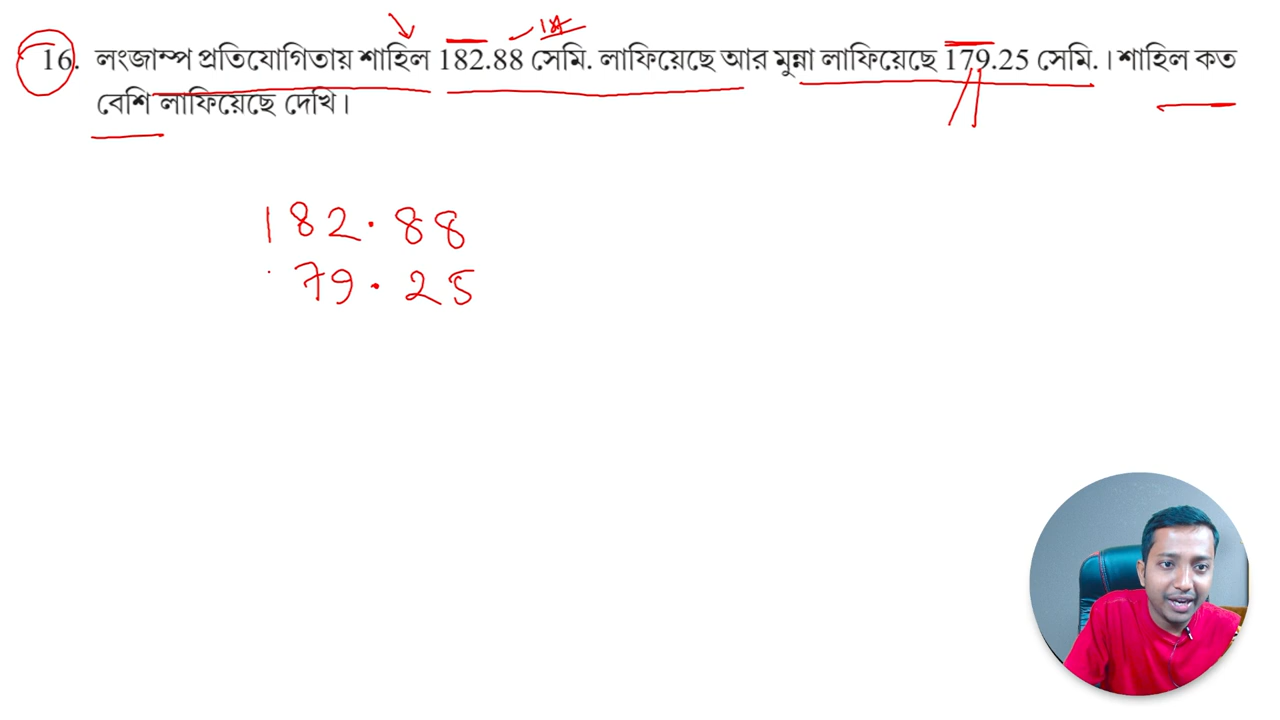 16. লংজাম্প প্রতিযোগিতায় শাহিল 182.88 সেমি. লাফিয়েছে আর মুন্না লাফিয়েছে 179.25 সেমি.। শাহিল কত
বেশি লাফিয়েছে দেখি।
182.88
79.25